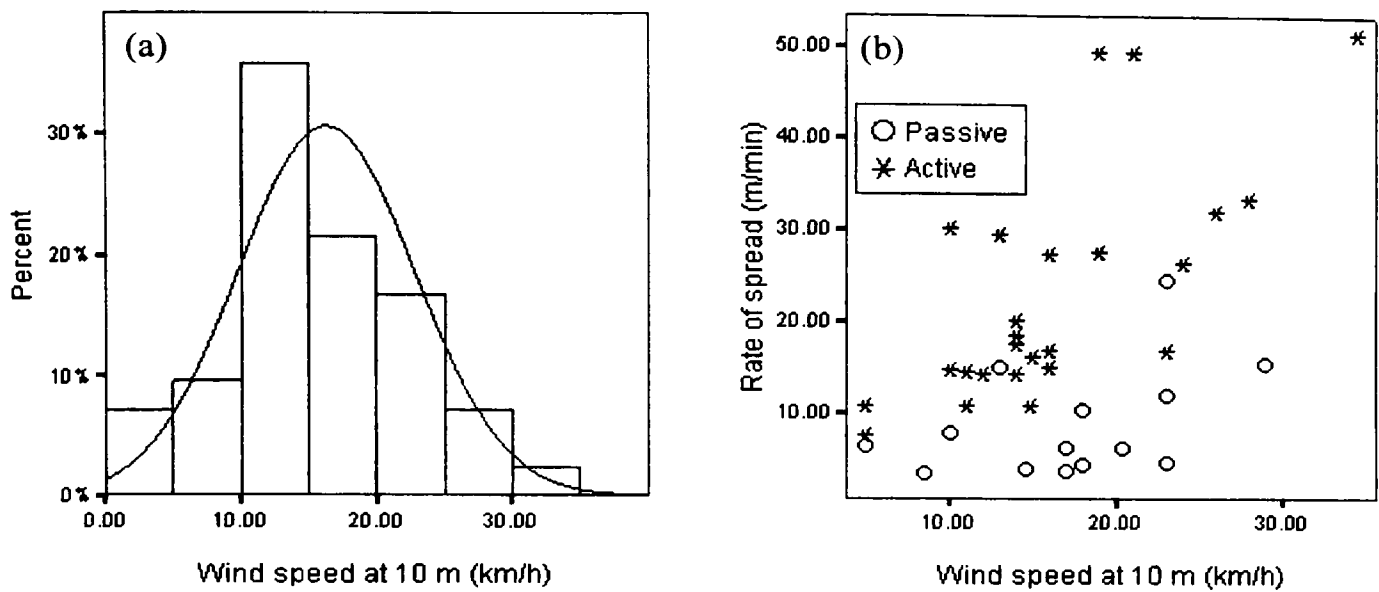 (a)
Percent
30%
20%
10%
0%
0.00 10.00 20.00 30.00
Wind speed at 10 m (km/h)
(b)
Passive
Active
Rate of spread (m/min)
50.00
40.00
30.00
20.00
10.00
10.00 20.00 30.00
Wind speed at 10 m (km/h)